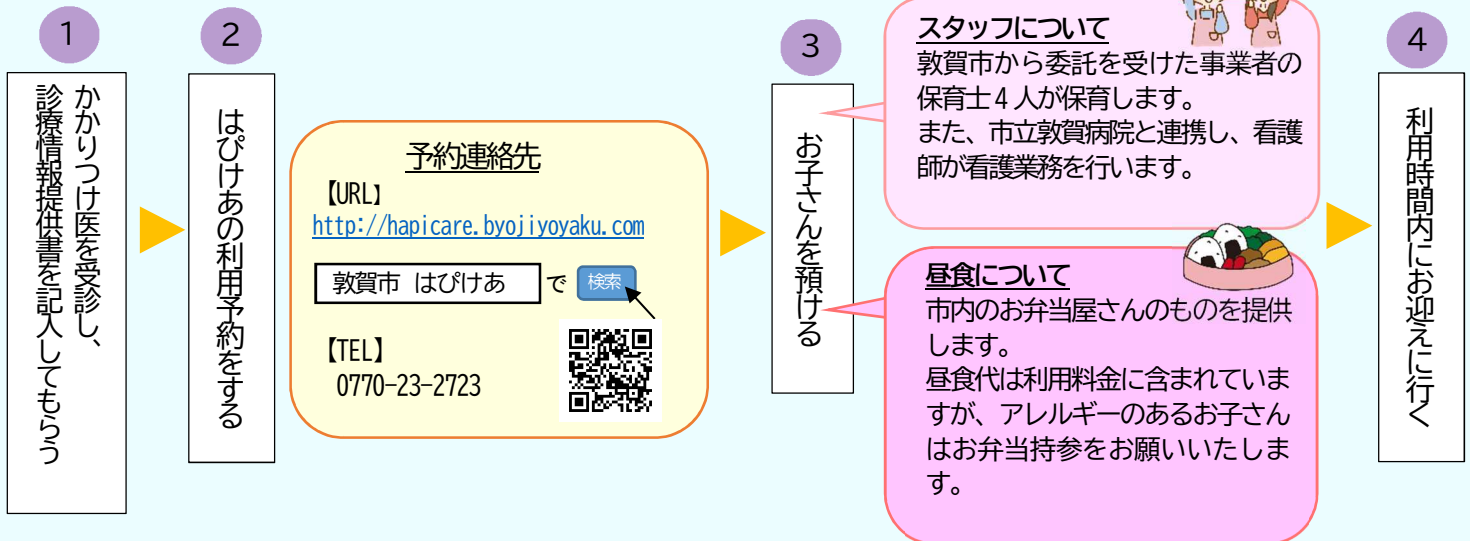 1
かかりつけ医を受診し、
診療情報提供書を記入してもらう
2
はぴけあの利用予約をする
予約連絡先
【URL】
http://hapicare.byojiyoyaku.com
敦賀市 はぴけあ で 検索
【TEL】
0770-23-2723
3
お子さんを預ける
スタッフについて
敦賀市から委託を受けた事業者の
保育士4人が保育します。
また、市立敦賀病院と連携し、看護
師が看護業務を行います。
昼食について
市内のお弁当屋さんのものを提供
します。
昼食代は利用料金に含まれていま
すが、アレルギーのあるお子さん
はお弁当持参をお願いいたしま
す。
4
利用時間内にお迎えに行く